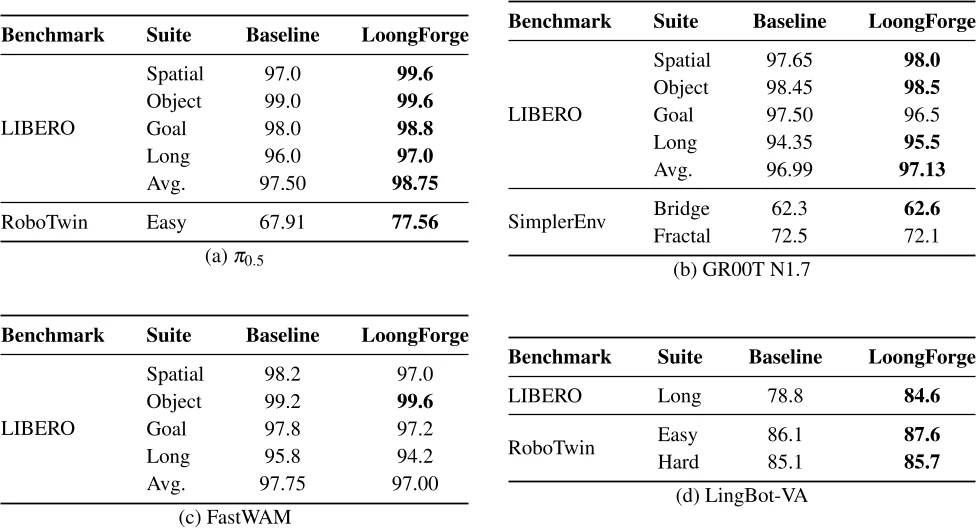 Benchmark Suite Baseline LoongForge
LIBERO Spatial 97.0 99.6
Object 99.0 99.6
Goal 98.0 98.8
Long 96.0 97.0
Avg. 97.50 98.75
RoboTwin Easy 67.91 77.56
(a) π0.5
Benchmark Suite Baseline LoongForge
LIBERO Spatial 97.65 98.0
Object 98.45 98.5
Goal 97.50 96.5
Long 94.35 95.5
Avg. 96.99 97.13
SimplerEnv Bridge 62.3 62.6
Fractal 72.5 72.1
(b) GR00T N1.7
Benchmark Suite Baseline LoongForge
LIBERO Spatial 98.2 97.0
Object 99.2 99.6
Goal 97.8 97.2
Long 95.8 94.2
Avg. 97.75 97.00
(c) FastWAM
Benchmark Suite Baseline LoongForge
LIBERO Long 78.8 84.6
RoboTwin Easy 86.1 87.6
Hard 85.1 85.7
(d) LingBot-VA